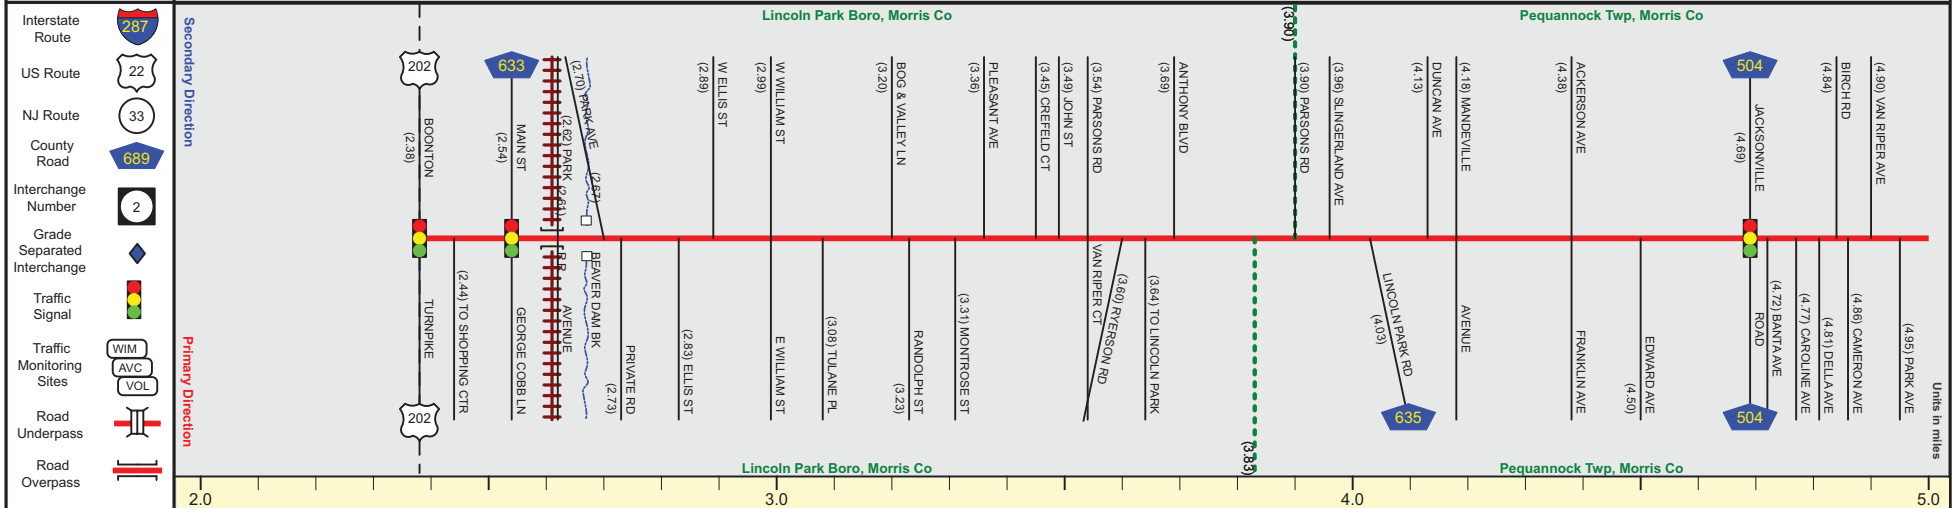 Interstate
Route
287
US Route
22
NJ Route
33
County
Road
689
Interchange
Number
2
Grade
Separated
Interchange
Traffic
Signal
Traffic
Monitoring
Sites
WIM
AVC
VOL
Road
Underpass
Road
Overpass
Secondary Direction
Primary Direction
Lincoln Park Boro, Morris Co
(3.90)
Pequannock Twp, Morris Co
202
BOONTON
(2.38)
633
MAIN ST
(2.54)
(2.62) PARK
(2.61)
(2.70) PARK AVE
(2.67)
W ELLIS ST
(2.89)
W WILLIAM ST
(2.99)
BOG & VALLEY LN
(3.20)
PLEASANT AVE
(3.36)
(3.45) CREFELD CT
(3.49) JOHN ST
(3.54) PARSONS RD
ANTHONY BLVD
(3.69)
(3.90) PARSONS RD
(3.96) SLINGERLAND AVE
DUNCAN AVE
(4.13)
(4.18) MANDEVILLE
ACKERSON AVE
(4.38)
504
JACKSONVILLE
(4.69)
BIRCH RD
(4.84)
(4.90) VAN RIPER AVE
TURNPIKE
202
(2.44) TO SHOPPING CTR
GEORGE COBB LN
R.R
AVENUE
BEAVER DAM BK
PRIVATE RD
(2.73)
(2.83) ELLIS ST
E WILLIAM ST
(3.08) TULANE PL
RANDOLPH ST
(3.23)
(3.31) MONTROSE ST
VAN RIPER CT
(3.60) RYERSON RD
(3.64) TO LINCOLN PARK
(3.83)
LINCOLN PARK RD
(4.03)
635
AVENUE
FRANKLIN AVE
EDWARD AVE
(4.50)
ROAD
504
(4.72) BANTA AVE
(4.77) CAROLINE AVE
(4.81) DELLA AVE
(4.86) CAMERON AVE
(4.95) PARK AVE
Units in miles
Lincoln Park Boro, Morris Co
Pequannock Twp, Morris Co
2.0
3.0
4.0
5.0